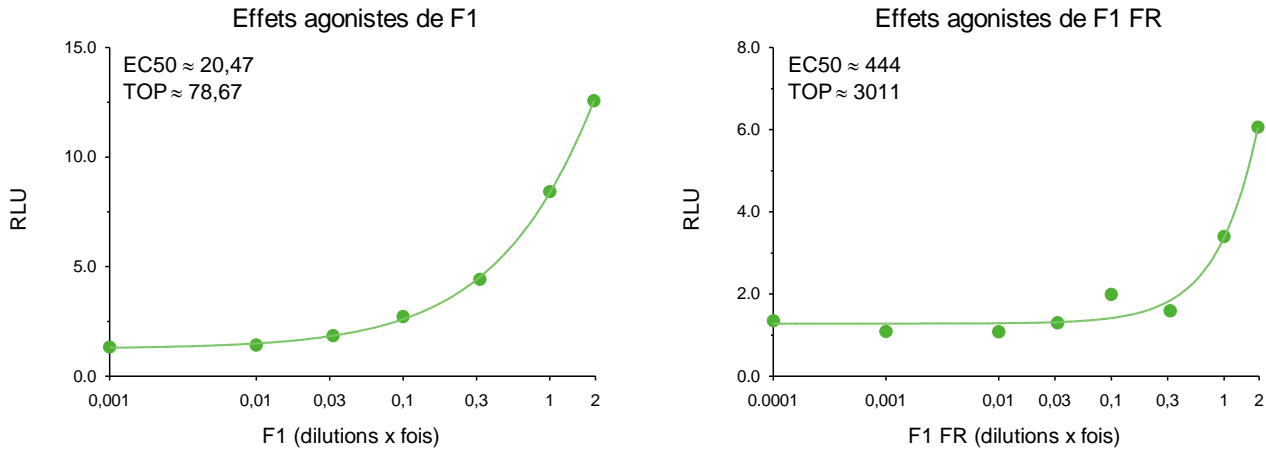 Effets agonistes de F1
EC50 ≈ 20,47
TOP ≈ 78,67
15.0
10.0
5.0
0.0
RLU
0,001
0,01
0,03
0,1
0,3
1
2
F1 (dilutions x fois)
Effets agonistes de F1 FR
EC50 ≈ 444
TOP ≈ 3011
8.0
6.0
4.0
2.0
0.0
RLU
0.0001
0,001
0,01
0,03
0,1
0,3
1
2
F1 FR (dilutions x fois)